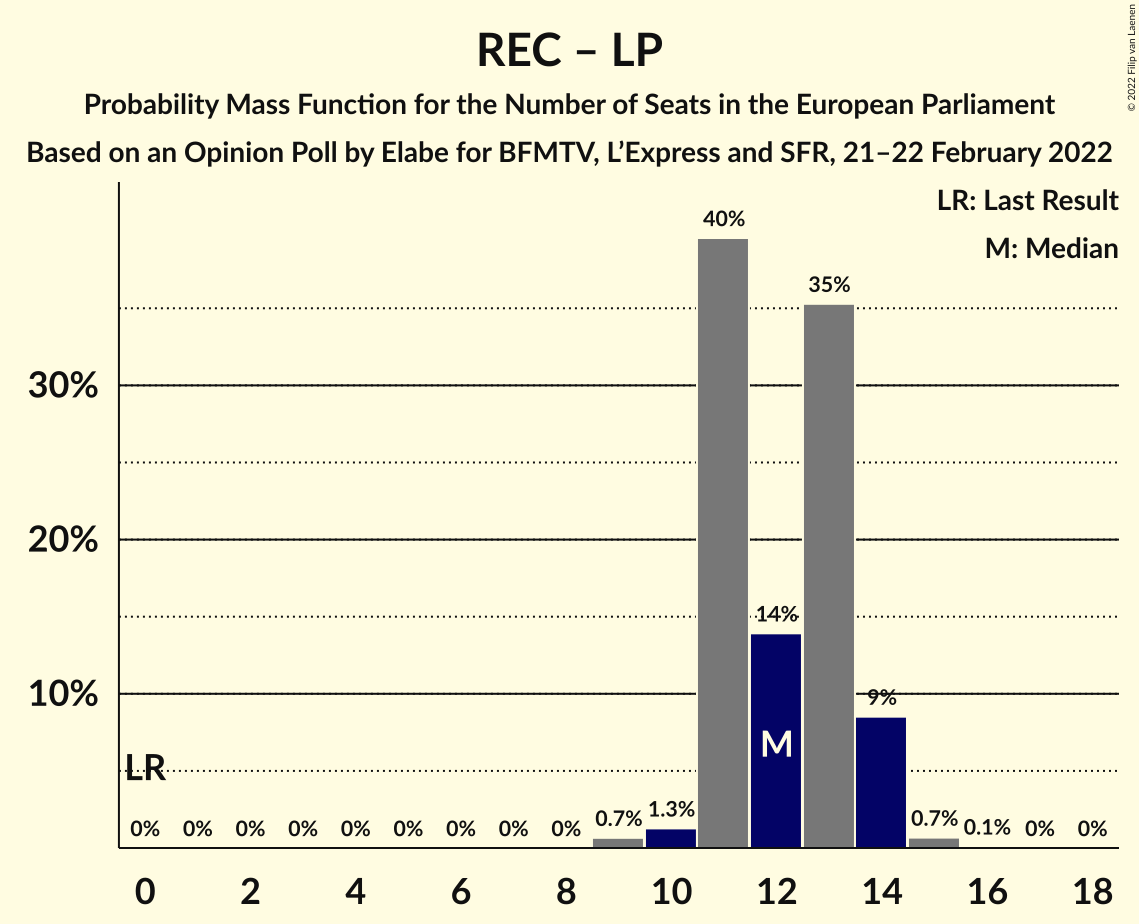 REC – LP
Probability Mass Function for the Number of Seats in the European Parliament
Based on an Opinion Poll by Elabe for BFMTV, L’Express and SFR, 21–22 February 2022
© 2022 Filip van Laenen
LR: Last Result
M: Median
40%
35%
30%
20%
14%
10%
9%
M
LR
0% 0% 0% 0% 0% 0% 0% 0% 0% 0.7% 1.3% 0.7% 0.1% 0% 0%
0 2 4 6 8 10 12 14 16 18